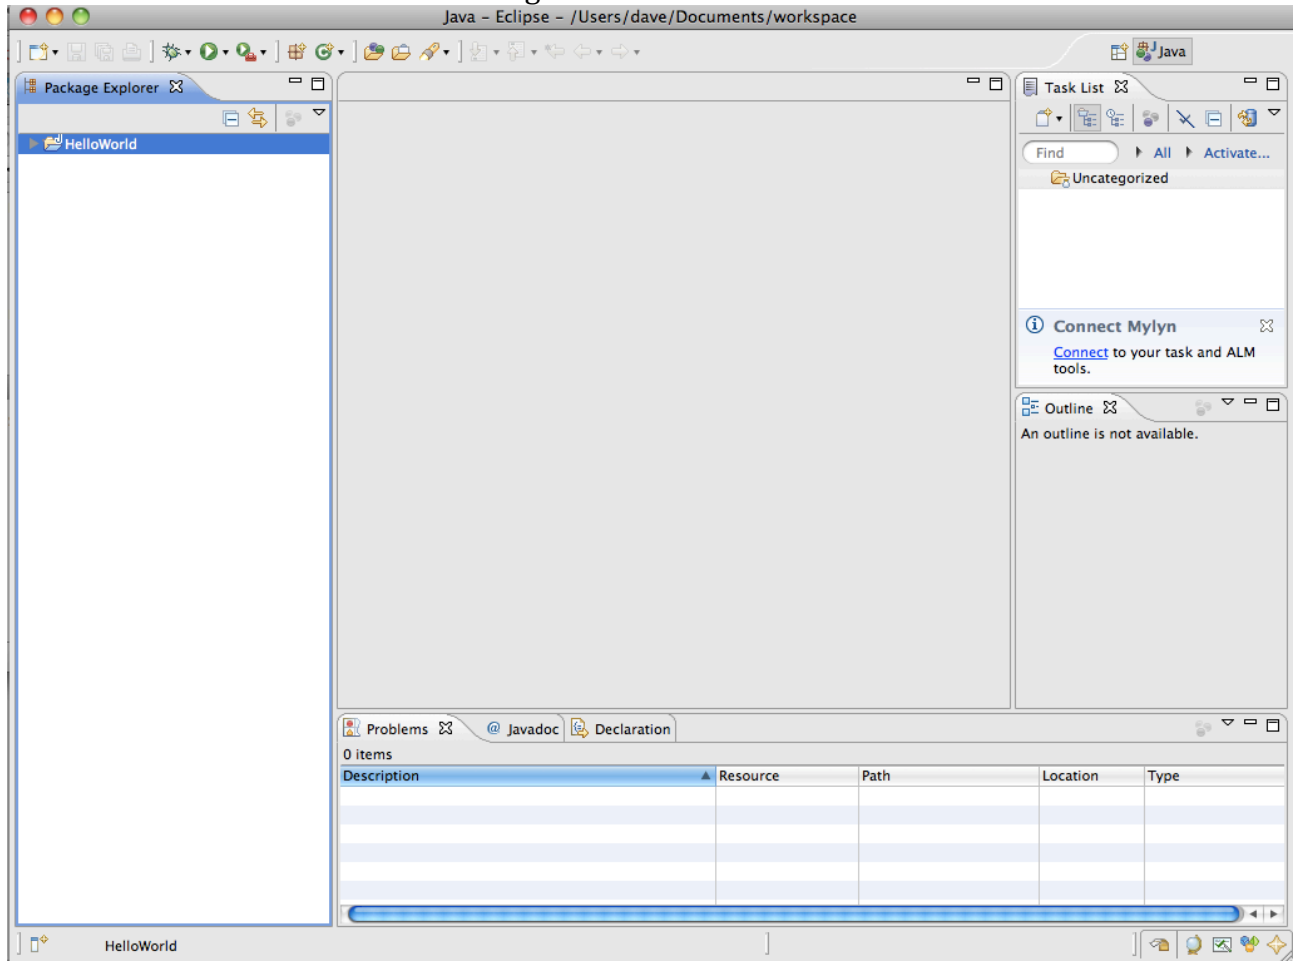 Java – Eclipse – /Users/dave/Documents/workspace
Java
Package Explorer
HelloWorld
Task List
Find All Activate...
Uncategorized
Connect Mylyn
Connect to your task and ALM
tools.
Outline
An outline is not available.
Problems @ Javadoc Declaration
0 items
Description Resource Path Location Type
HelloWorld